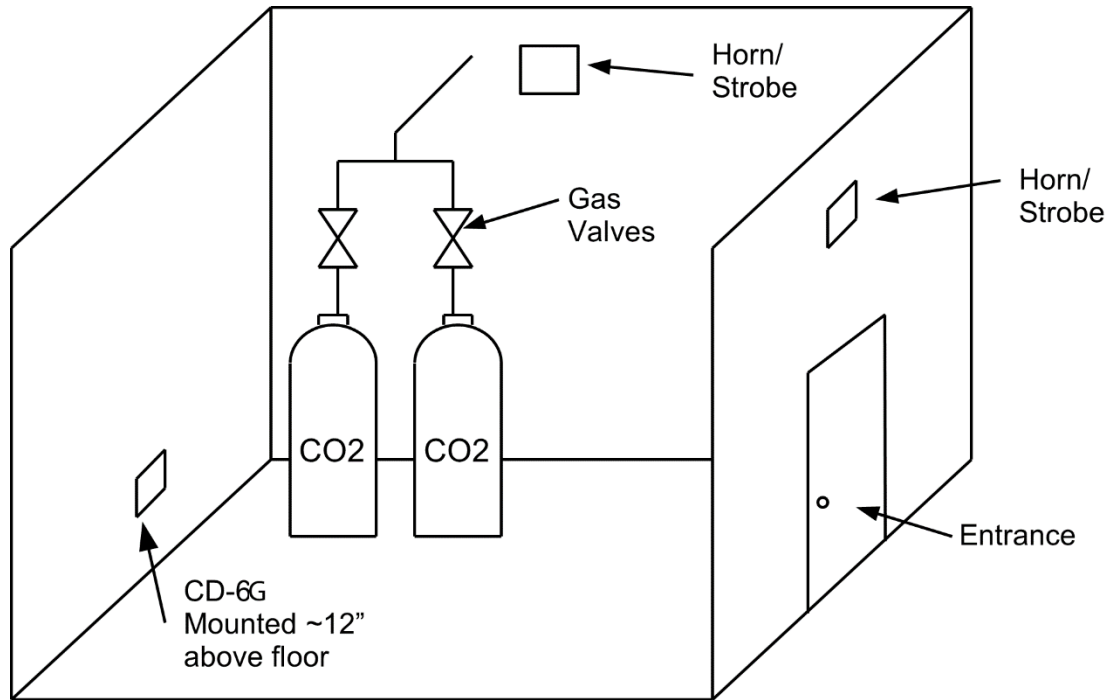 Horn/
Strobe
Horn/
Strobe
Gas
Valves
CO2
CO2
Entrance
CD-6G
Mounted ~12”
above floor